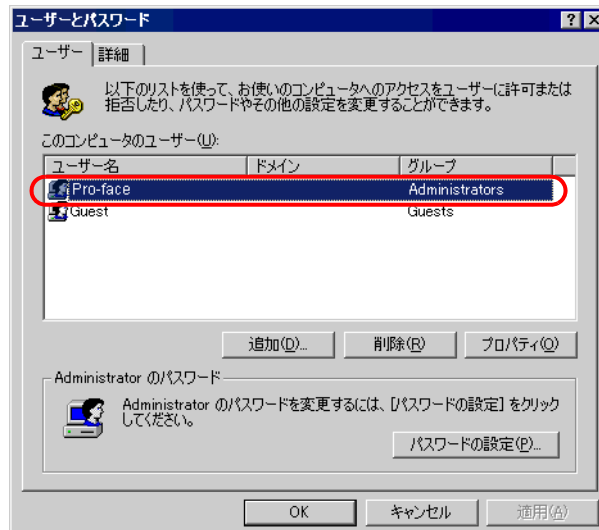 ユーザーとパスワード
ユーザー 詳細
以下のリストを使って、お使いのコンピュータへのアクセスをユーザーに許可または
拒否したり、パスワードやその他の設定を変更することができます。
このコンピュータのユーザー(U):
ユーザー名 ドメイン グループ
Pro-face Administrators
Guest Guests
追加(D)... 削除(R) プロパティ(O)
Administrator のパスワード
Administrator のパスワードを変更するには、[パスワードの設定] をクリック
してください。
パスワードの設定(P)...
OK キャンセル 適用(A)